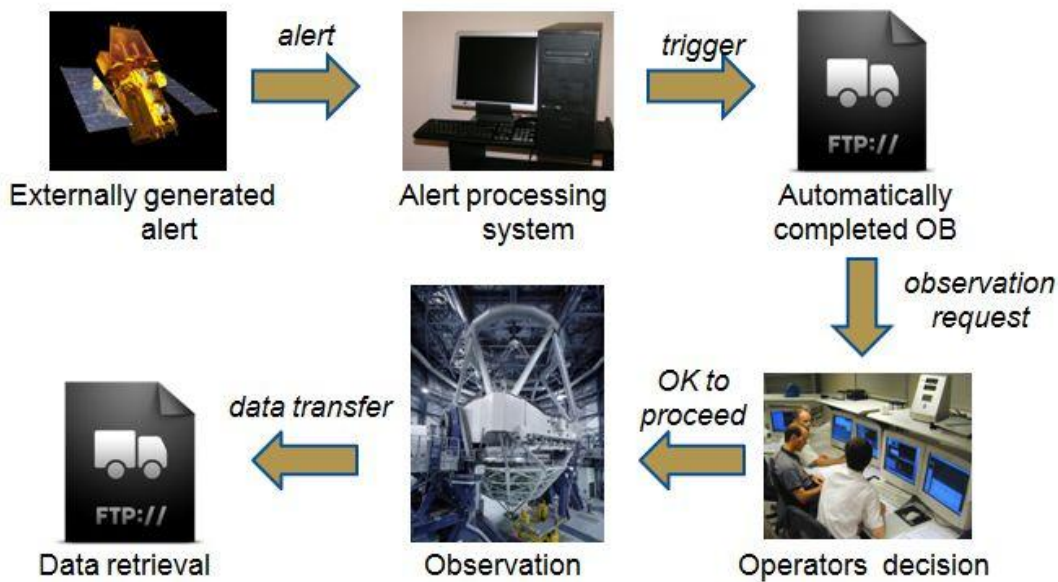 alert
trigger
FTP://
Externally generated
alert
Alert processing
system
Automatically
completed OB
observation
request
OK to
proceed
data transfer
FTP://
Data retrieval
Observation
Operators decision